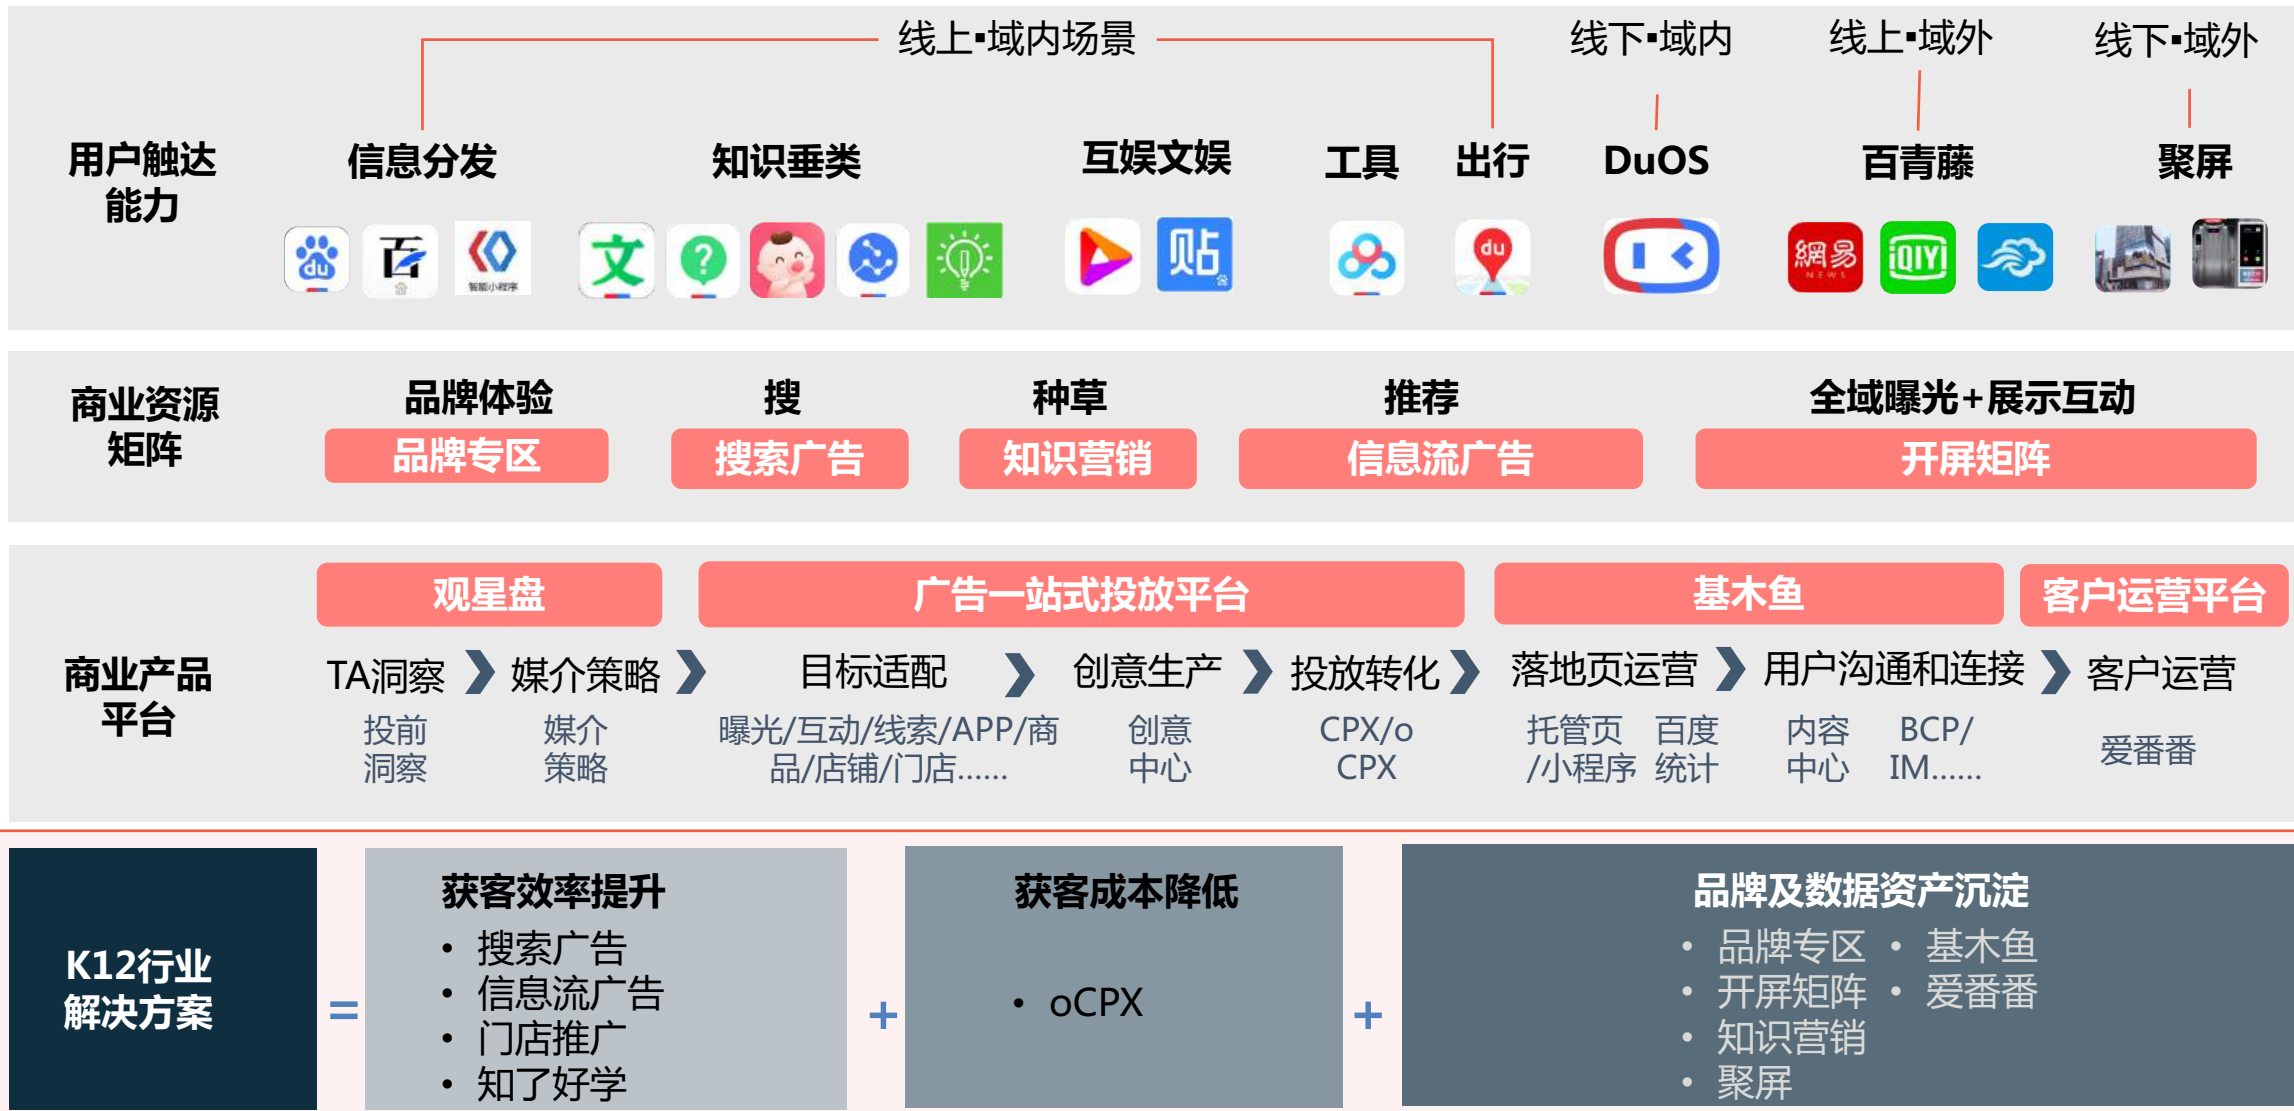 线上▪域内场景
线下▪域内
线上▪域外
线下▪域外
用户触达
能力
信息分发
知识垂类
互娱文娱
工具
出行
DuOS
百青藤
聚屏
du
百
智能小程序
文
?
贴
du
網易
NEWS
iQIYI
商业资源
矩阵
品牌体验
搜
种草
推荐
全域曝光+展示互动
品牌专区
搜索广告
知识营销
信息流广告
开屏矩阵
商业产品
平台
观星盘
广告一站式投放平台
基木鱼
客户运营平台
TA洞察
媒介策略
目标适配
创意生产
投放转化
落地页运营
用户沟通和连接
客户运营
投前
洞察
媒介
策略
曝光/互动/线索/APP/商
品/店铺/门店......
创意
中心
CPX/o
CPX
托管页
/小程序
百度
统计
内容
中心
BCP/
IM......
爱番番
K12行业
解决方案
=
获客效率提升
• 搜索广告
• 信息流广告
• 门店推广
• 知了好学
+
获客成本降低
• oCPX
+
品牌及数据资产沉淀
• 品牌专区 • 基木鱼
• 开屏矩阵 • 爱番番
• 知识营销
• 聚屏